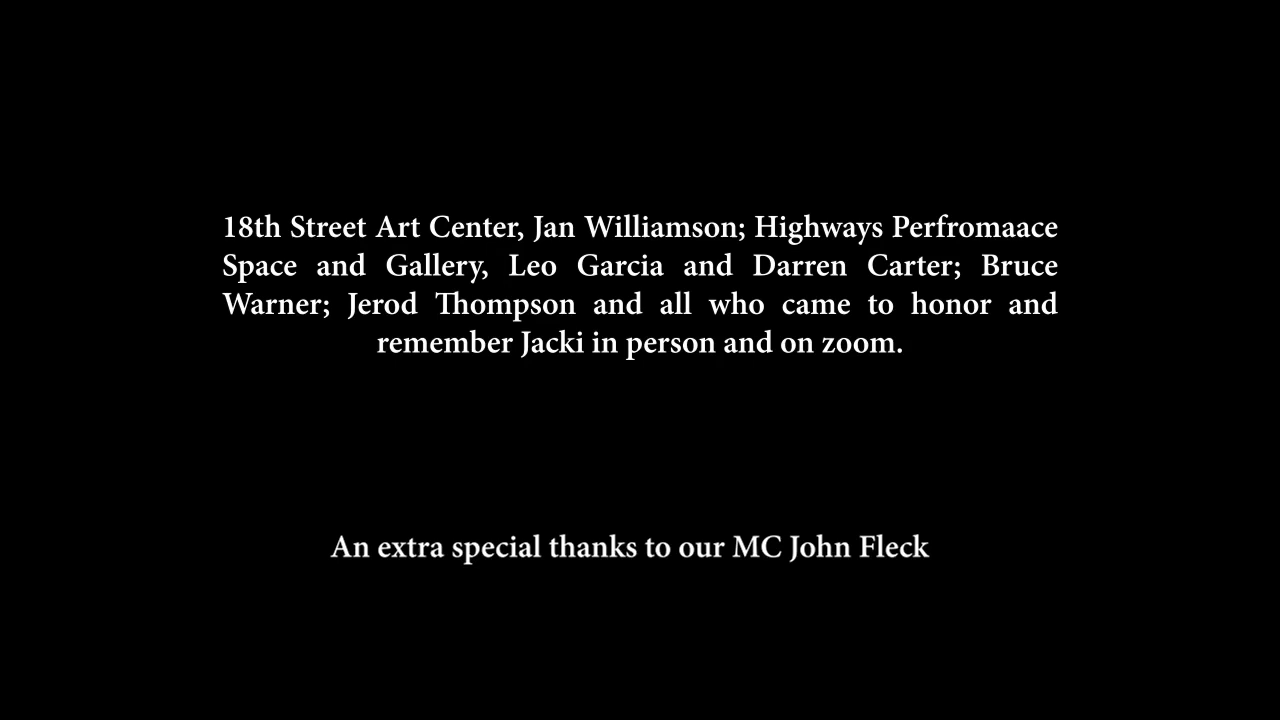 18th Street Art Center, Jan Williamson; Highways Perfromaace
Space and Gallery, Leo Garcia and Darren Carter; Bruce
Warner; Jerod Thompson and all who came to honor and
remember Jacki in person and on zoom.
An extra special thanks to our MC John Fleck